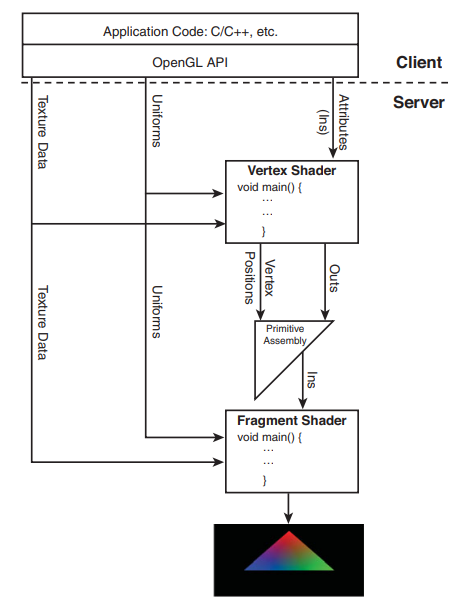 Application Code: C/C++, etc.
OpenGL API
Client
Server
Texture Data
Uniforms
Attributes
(Ins)
Vertex Shader
void main() {
...
...
}
Vertex
Positions
Outs
Texture Data
Uniforms
Primitive
Assembly
Ins
Fragment Shader
void main() {
...
...
}